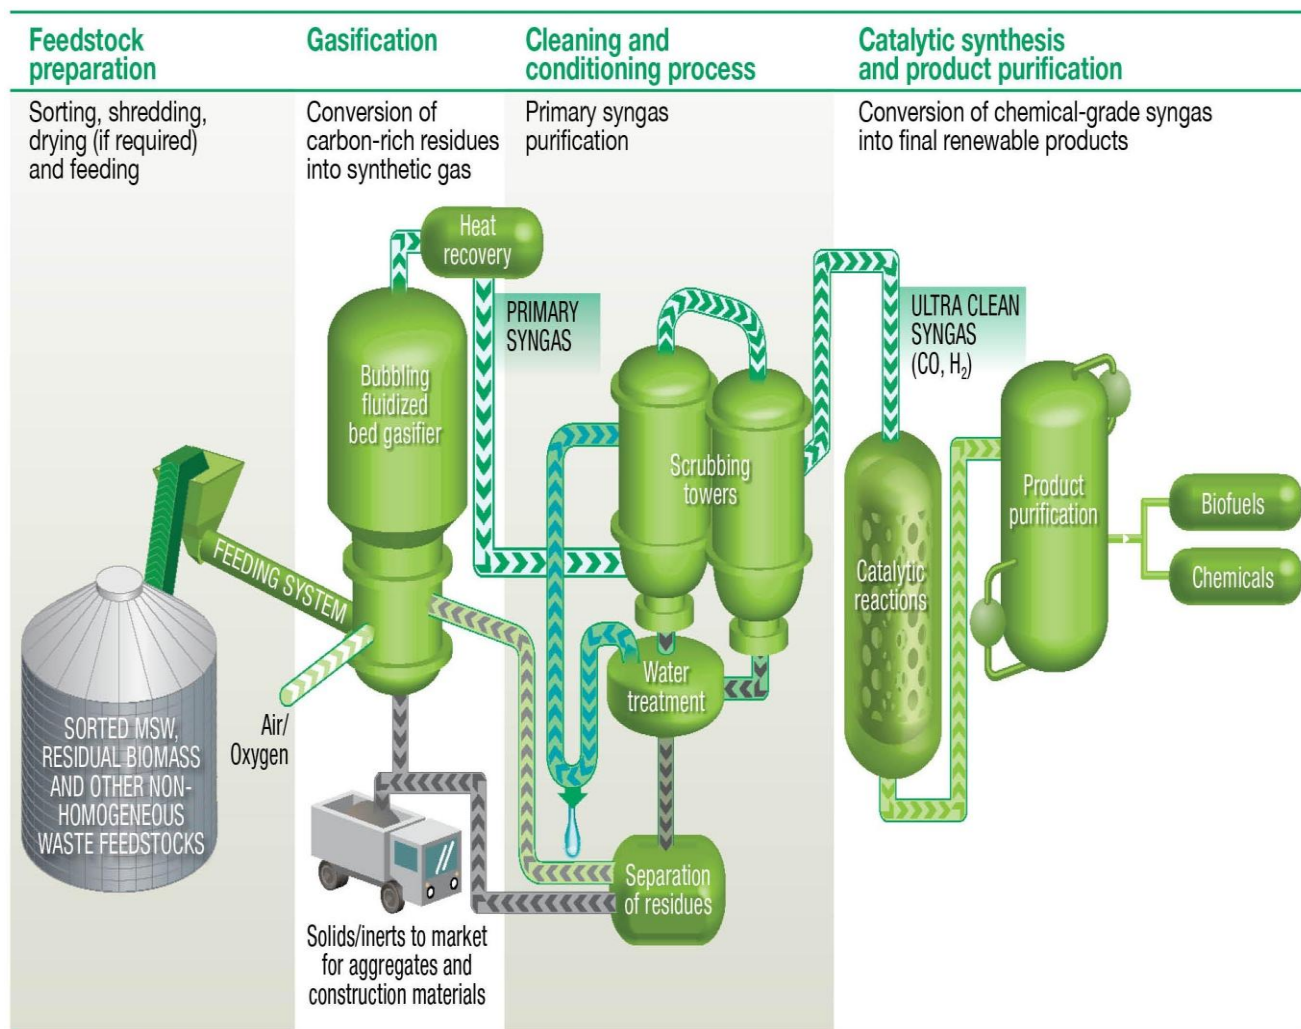 Feedstock
preparation
Sorting, shredding,
drying (if required)
and feeding
Gasification
Conversion of
carbon-rich residues
into synthetic gas
Cleaning and
conditioning process
Primary syngas
purification
Catalytic synthesis
and product purification
Conversion of chemical-grade syngas
into final renewable products
Heat
recovery
PRIMARY
SYNGAS
ULTRA CLEAN
SYNGAS
(CO, H₂)
Bubbling
fluidized
bed gasifier
Scrubbing
towers
Product
purification
Biofuels
Chemicals
FEEDING SYSTEM
Catalytic
reactions
Water
treatment
Air/
Oxygen
SORTED MSW,
RESIDUAL BIOMASS
AND OTHER NON-
HOMOGENEOUS
WASTE FEEDSTOCKS
Separation
of residues
Solids/inerts to market
for aggregates and
construction materials